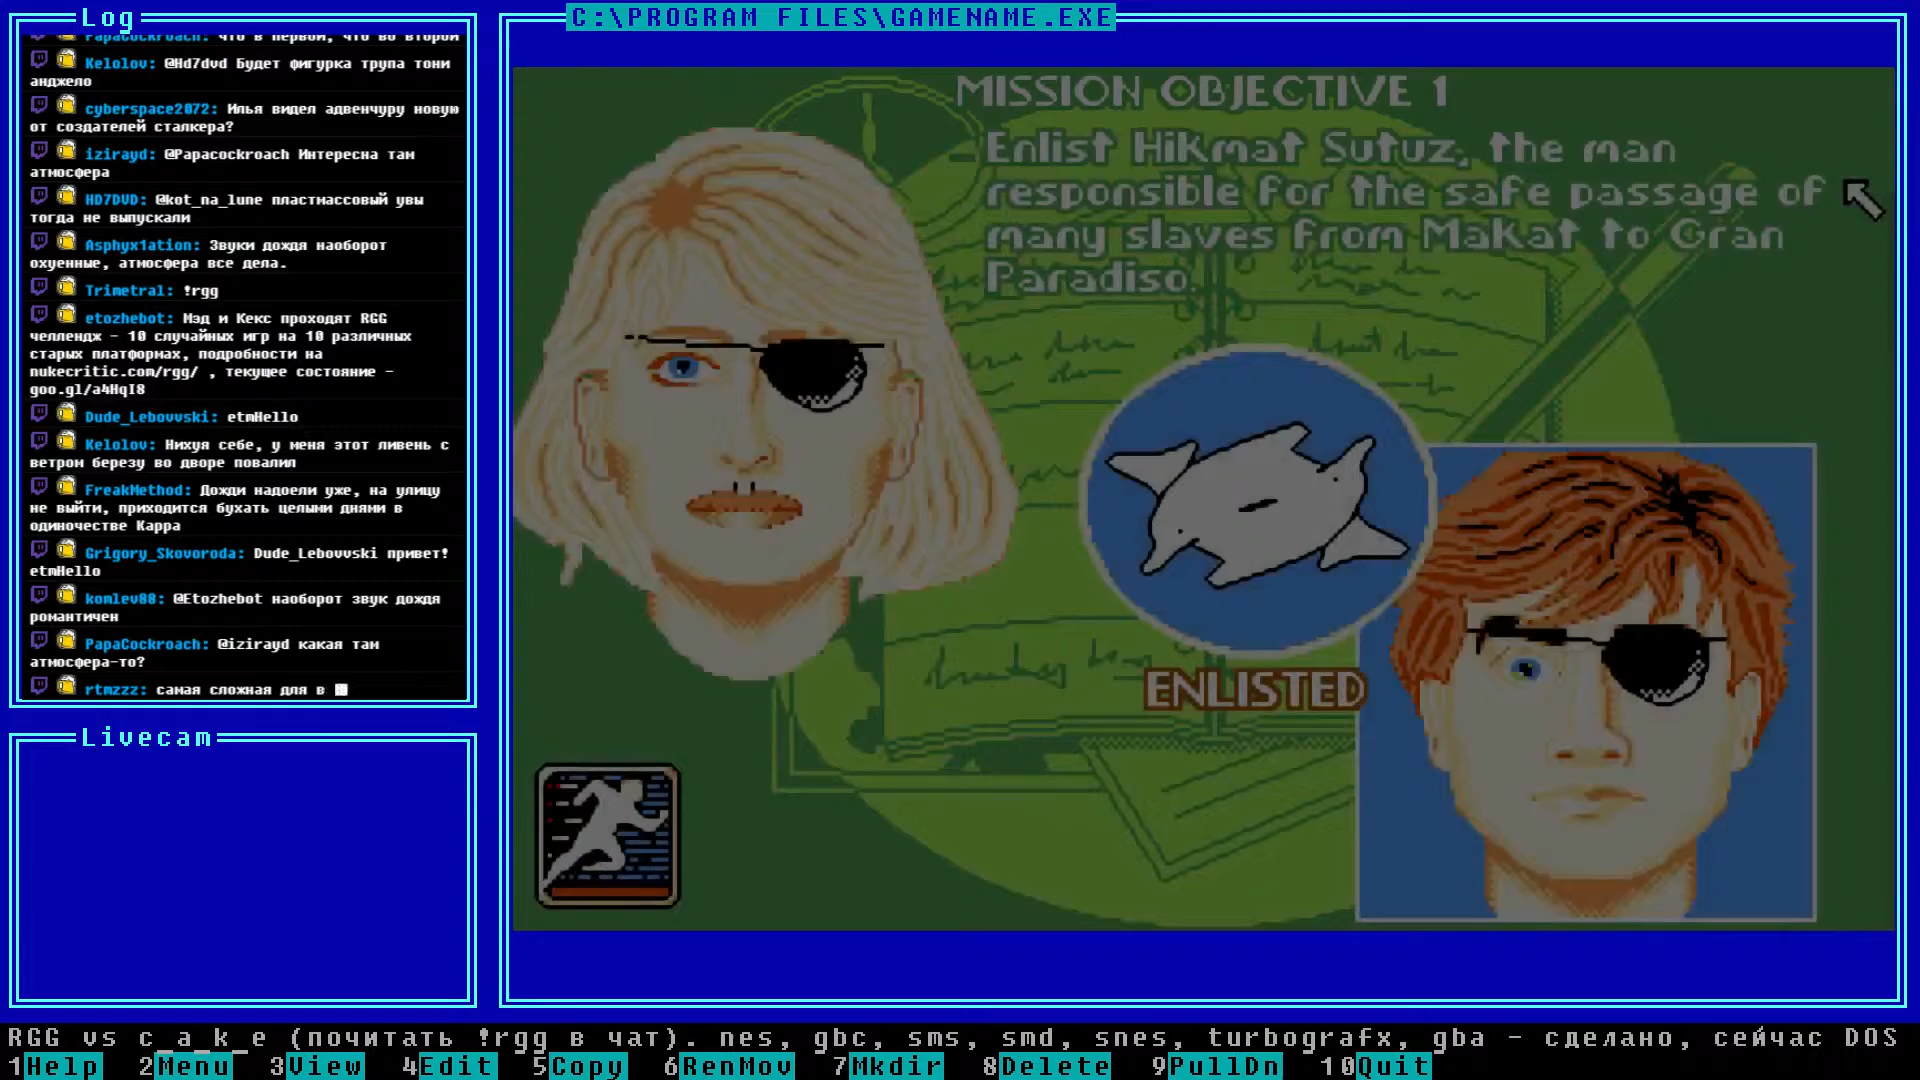 Log
PapaCockroach: что в первой, что во втором
Kelolov: @Hd7dvd Будет фигурка трупа тони
анджело
cyberspace2072: Илья видел адвенчуру новую
от создателей сталкера?
izirayd: @Papacockroach Интересна там
атмосфера
HD7DVD: @kot_na_lune пластмассовый увы
тогда не выпускали
Asphyx1ation: Звуки дождя наоборот
охуенные, атмосфера все дела.
Trimetral: !rgg
etozhebot: Мэд и Кекс проходят RGG
челлендж - 10 случайных игр на 10 различных
старых платформах, подробности на
nukecritic.com/rgg/ , текущее состояние -
goo.gl/a4HqI8
Dude_Lebovvski: etmHello
Kelolov: Нихуя себе, у меня этот ливень с
ветром березу во дворе повалил
FreakMethod: Дожди надоели уже, на улицу
не выйти, приходится бухать целыми днями в
одиночестве Kappa
Grigory_Skovoroda: Dude_Lebovvski привет!
etmHello
komlev88: @Etozhebot наоборот звук дождя
романтичен
PapaCockroach: @izirayd какая там
атмосфера-то?
rtmzzz: самая сложная для в
Livecam
C:\PROGRAM FILES\GAMENAME.EXE
MISSION OBJECTIVE 1
Enlist Hikmat Sutuz, the man
responsible for the safe passage of
many slaves from Makat to Gran
Paradiso.
ENLISTED
RGG vs c_a_k_e (почитать !rgg в чат). nes, gbc, sms, smd, snes, turbografx, gba - сделано, сейчас DOS
1Help 2Menu 3View 4Edit 5Copy 6RenMov 7Mkdir 8Delete 9PullDn 10Quit